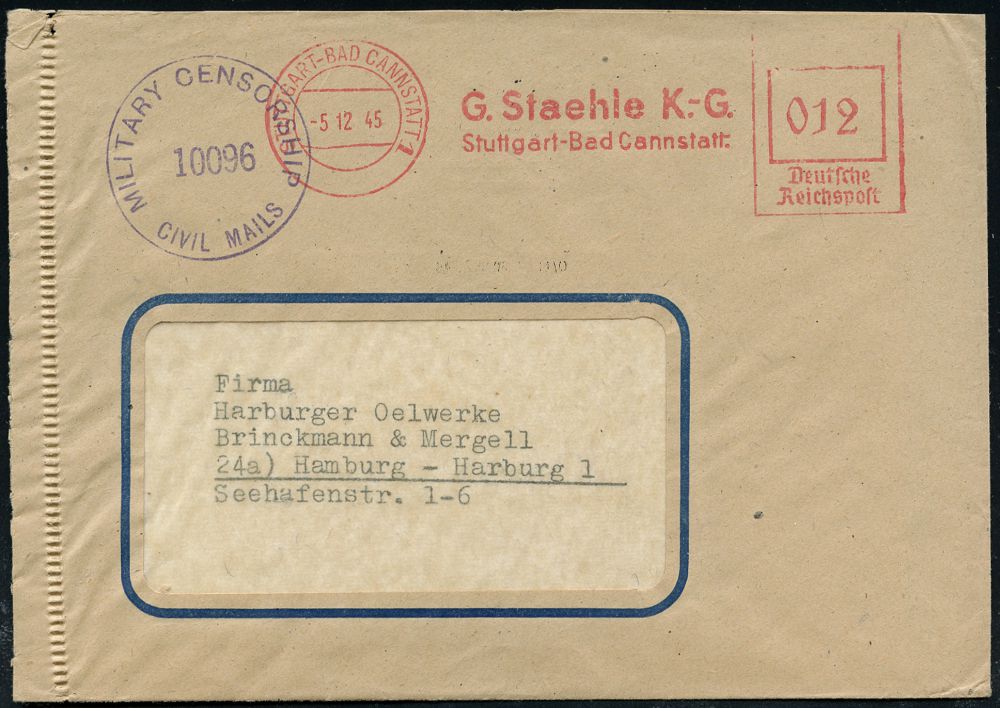 MILITARY CENSORSHIP
10096
CIVIL MAILS
STUTTGART-BAD CANNSTATT 1
-5 12 45
G. Staehle K.-G.
Stuttgart-Bad Cannstatt.
012
Deutsche
Reichspost
Firma
Harburger Oelwerke
Brinckmann & Mergell
24a) Hamburg - Harburg 1
Seehafenstr. 1-6